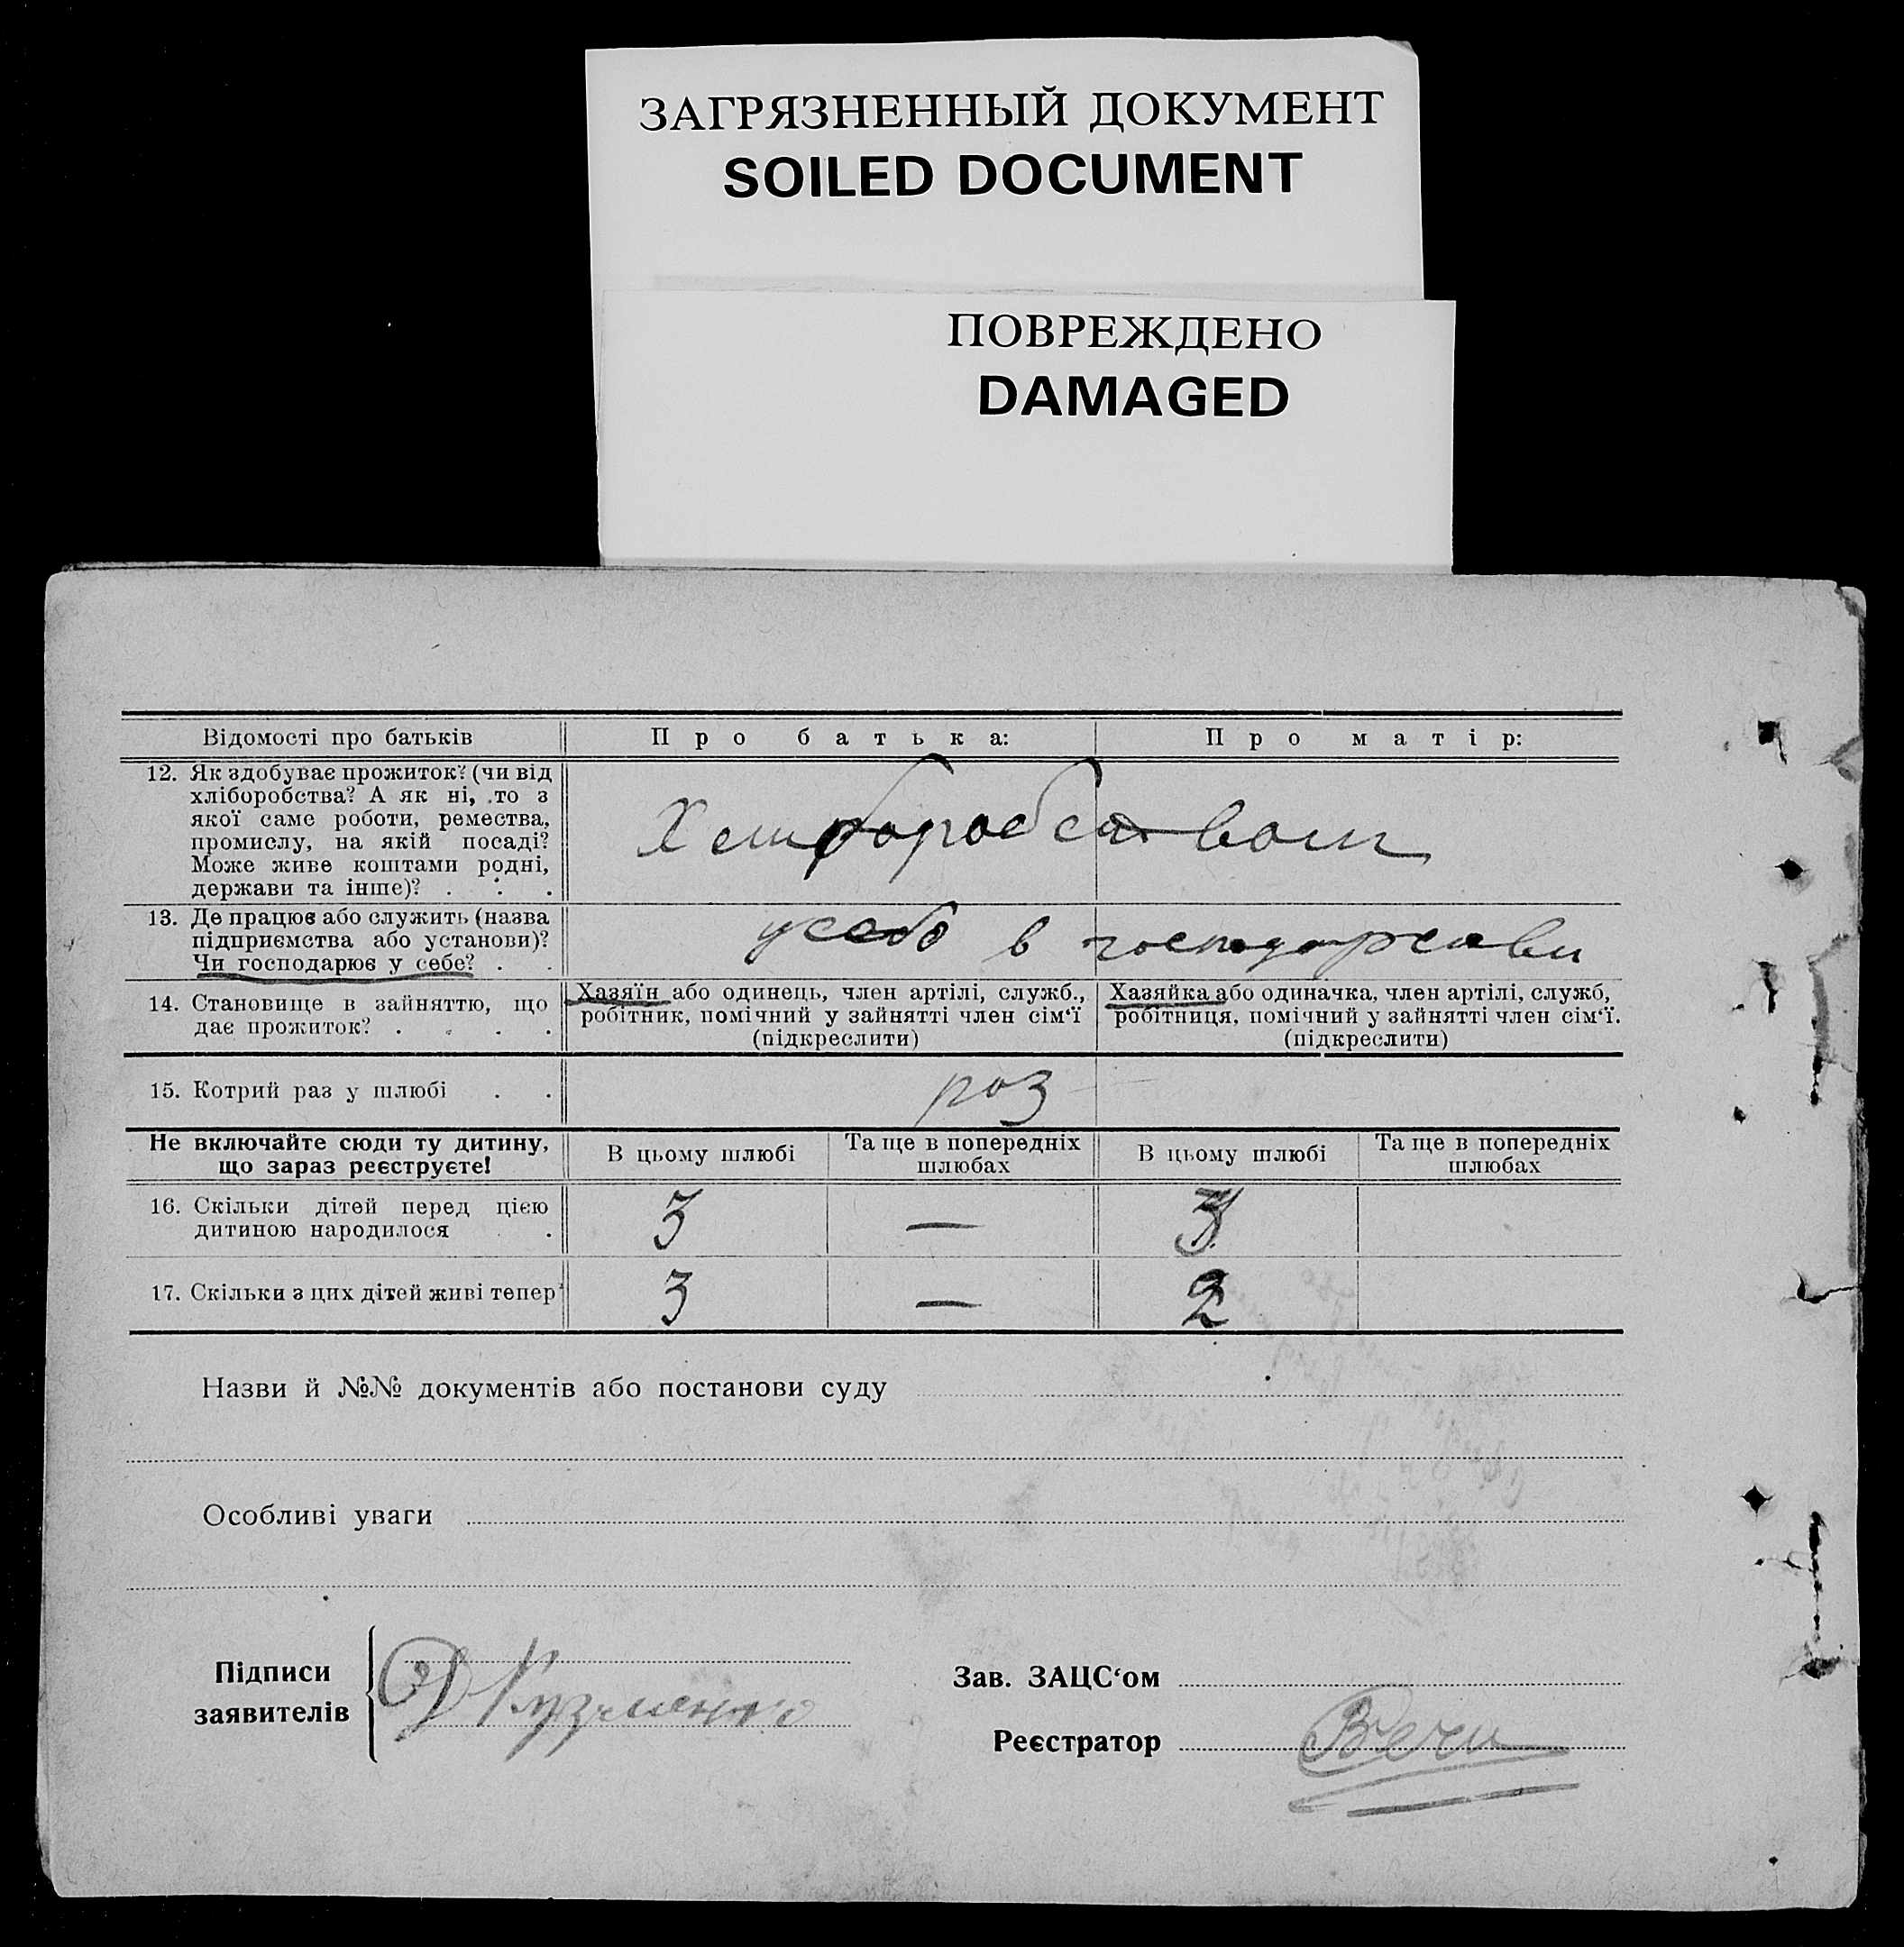 ЗАГРЯЗНЕННЫЙ ДОКУМЕНТ
SOILED DOCUMENT
ПОВРЕЖДЕНО
DAMAGED
Відомості про батьків Про батька: Про матір:
12. Як здобуває прожиток? (чи від
хліборобства? А як ні, то з
якої саме роботи, ремества,
промислу, на якій посаді?
Може живе коштами родні,
держави та інше)? . . .
13. Де працює або служить (назва
підприємства або установи)?
Чи господарює у себе? . .
14. Становище в зайняттю, що
дає прожиток? . . . .
Хазяїн або одинець, член артілі, служб.,
робітник, помічний у зайнятті член сім‘ї
(підкреслити)
Хазяйка або одиначка, член артілі, служб,
робітниця, помічний у зайнятті член сім‘ї.
(підкреслити)
15. Котрий раз у шлюбі . . роз
Не включайте сюди ту дитину,
що зараз реєструєте!
В цьому шлюбі
Та ще в попередніх
шлюбах
В цьому шлюбі
Та ще в попередніх
шлюбах
16. Скільки дітей перед цією
дитиною народилося .
3 — 3
17. Скільки з цих дітей живі тепер 3 — 2
Назви й №№ документів або постанови суду
Особливі уваги
Підписи
заявителів
Кузменко
Зав. ЗАЦС‘ом
Реєстратор